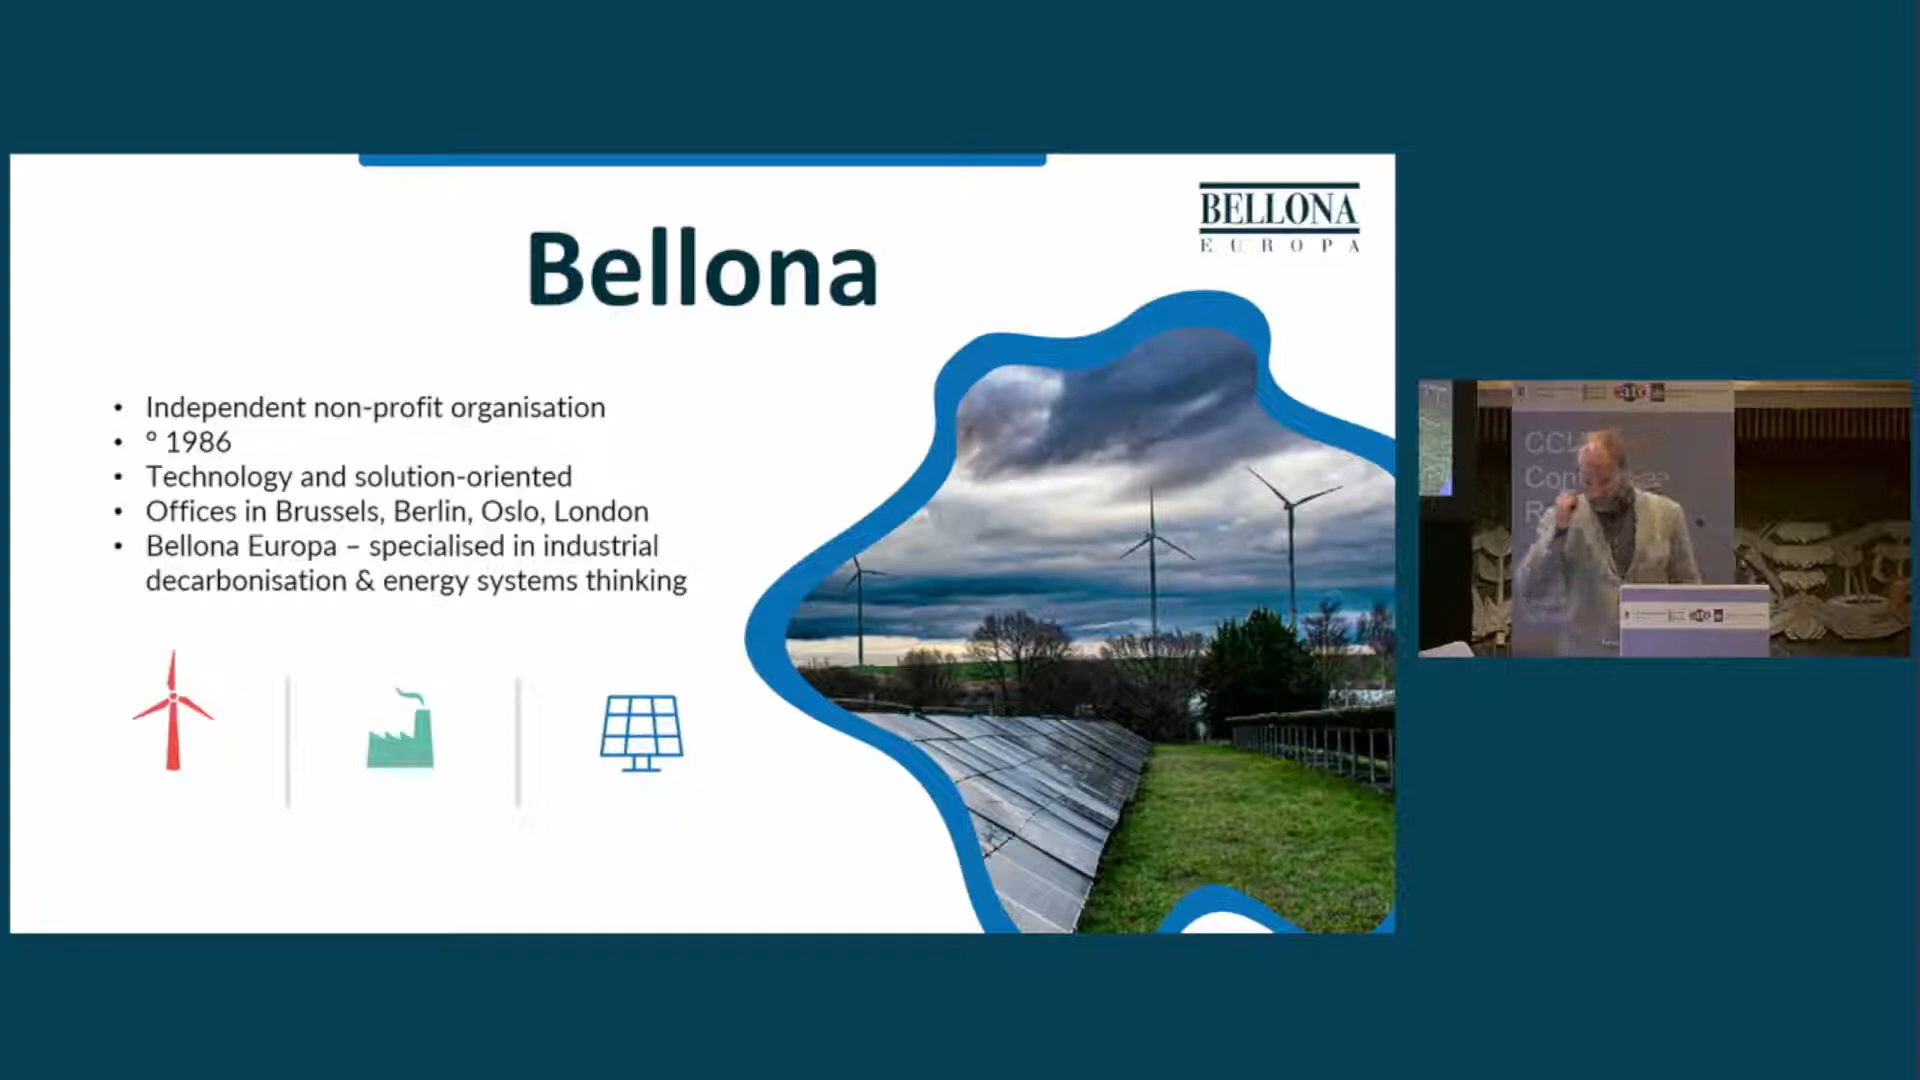 BELLONA
EUROPA
Bellona
• Independent non-profit organisation
• ° 1986
• Technology and solution-oriented
• Offices in Brussels, Berlin, Oslo, London
• Bellona Europa – specialised in industrial
decarbonisation & energy systems thinking